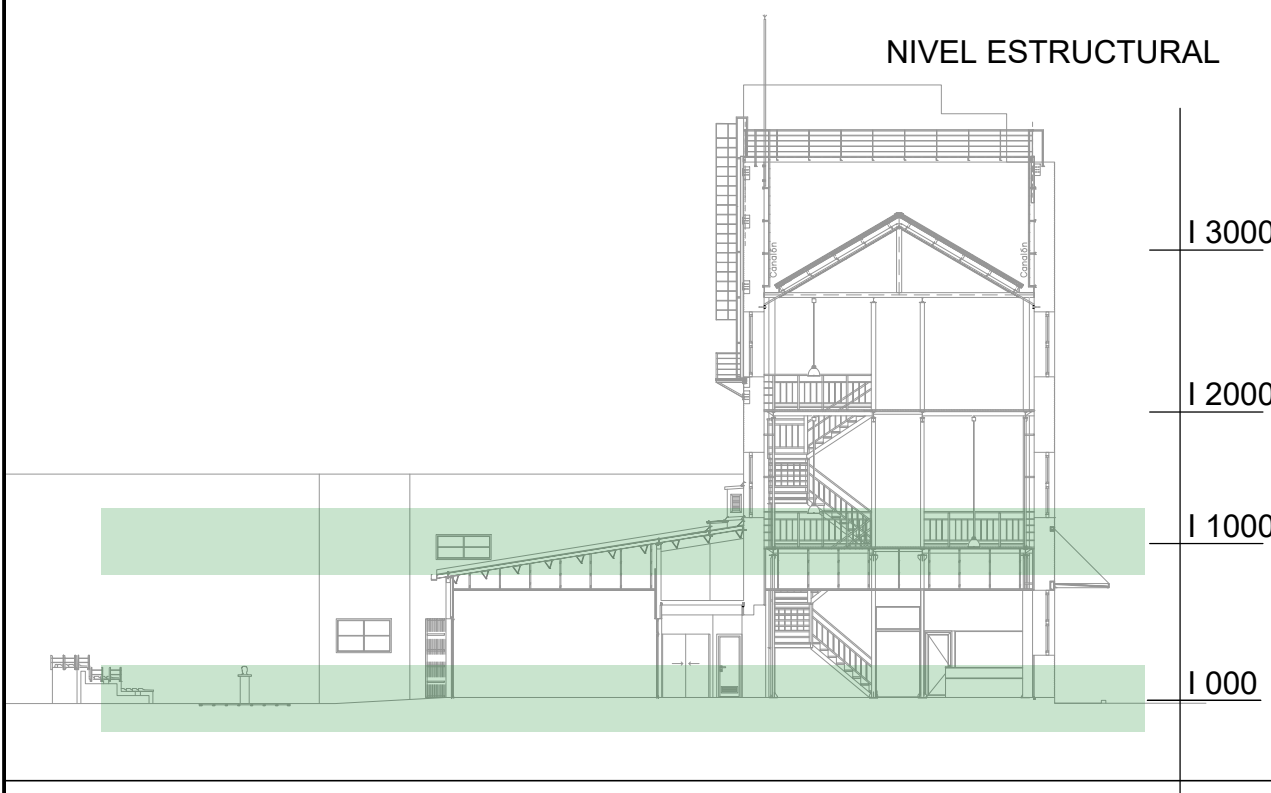 NIVEL ESTRUCTURAL
I 3000
Canalón
Canalón
I 2000
I 1000
I 000